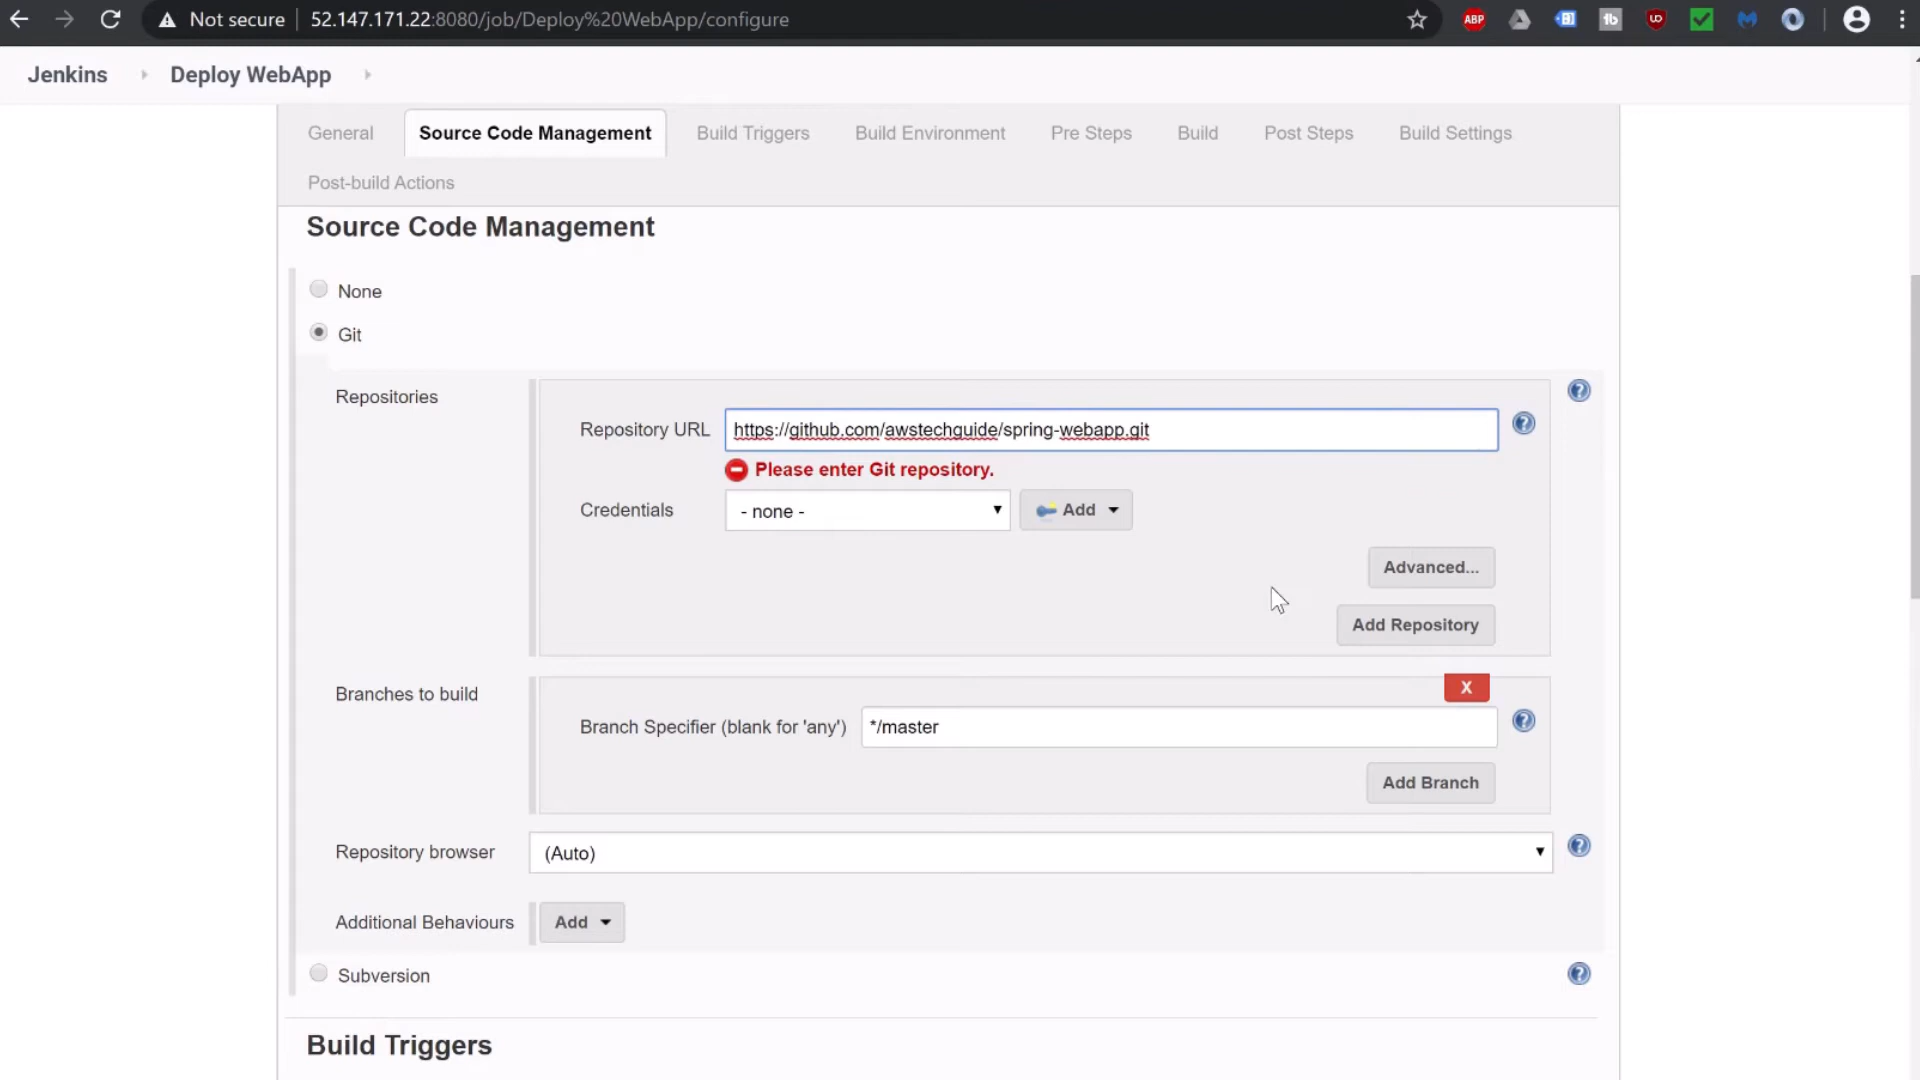 Not secure 52.147.171.22:8080/job/Deploy%20WebApp/configure
ABP
Jenkins Deploy WebApp
General Source Code Management Build Triggers Build Environment Pre Steps Build Post Steps Build Settings
Post-build Actions
Source Code Management
None
Git
Repositories
Repository URL https://github.com/awstechguide/spring-webapp.git
Please enter Git repository.
Credentials - none - Add
Advanced...
Add Repository
X
Branches to build
Branch Specifier (blank for 'any') */master
Add Branch
Repository browser (Auto)
Additional Behaviours Add
Subversion
Build Triggers